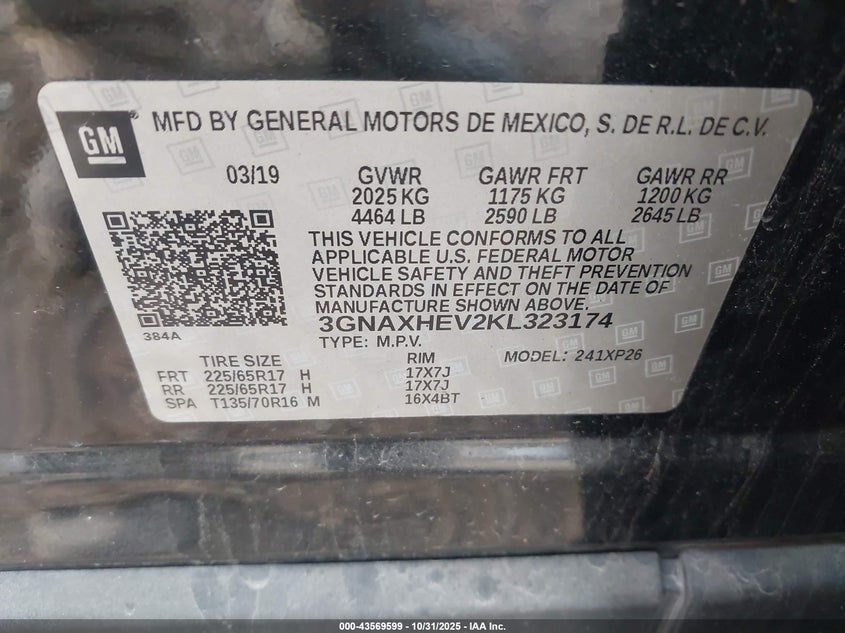 GM ® MFD BY GENERAL MOTORS DE MEXICO, S. DE R.L. DE C.V.
03/19 GVWR GAWR FRT GAWR RR
2025 KG 1175 KG 1200 KG
4464 LB 2590 LB 2645 LB
THIS VEHICLE CONFORMS TO ALL
APPLICABLE U.S. FEDERAL MOTOR
VEHICLE SAFETY AND THEFT PREVENTION
STANDARDS IN EFFECT ON THE DATE OF
MANUFACTURE SHOWN ABOVE.
384A
3GNAXHEV2KL323174
TYPE: M.P.V. MODEL: 241XP26
TIRE SIZE RIM
FRT 225/65R17 H 17X7J
RR 225/65R17 H 17X7J
SPA T135/70R16 M 16X4BT
000-43569599 - 10/31/2025 - IAA Inc.